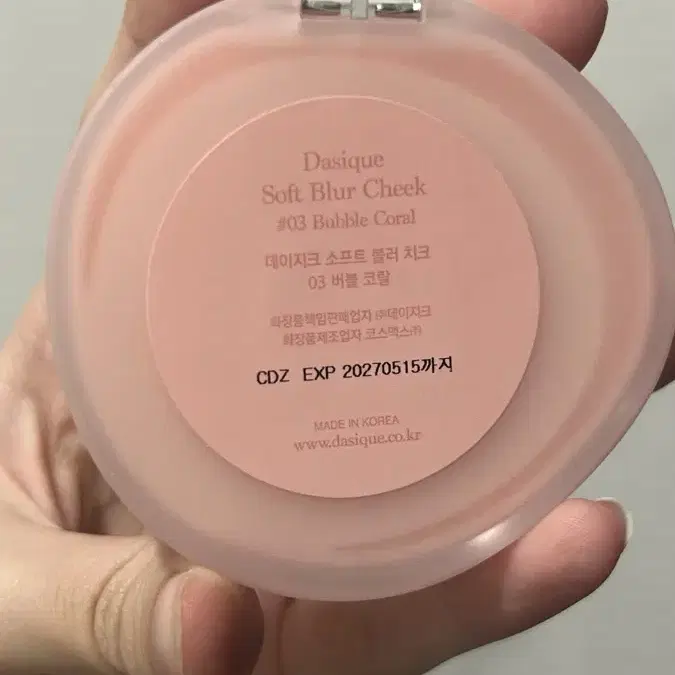 Dasique
Soft Blur Cheek
#03 Bubble Coral
데이지크 소프트 블러 치크
03 버블 코랄
화장품책임판매업자 ㈜데이지크
화장품제조업자 코스맥스㈜
CDZ EXP 20270515까지
MADE IN KOREA
www.dasique.co.kr